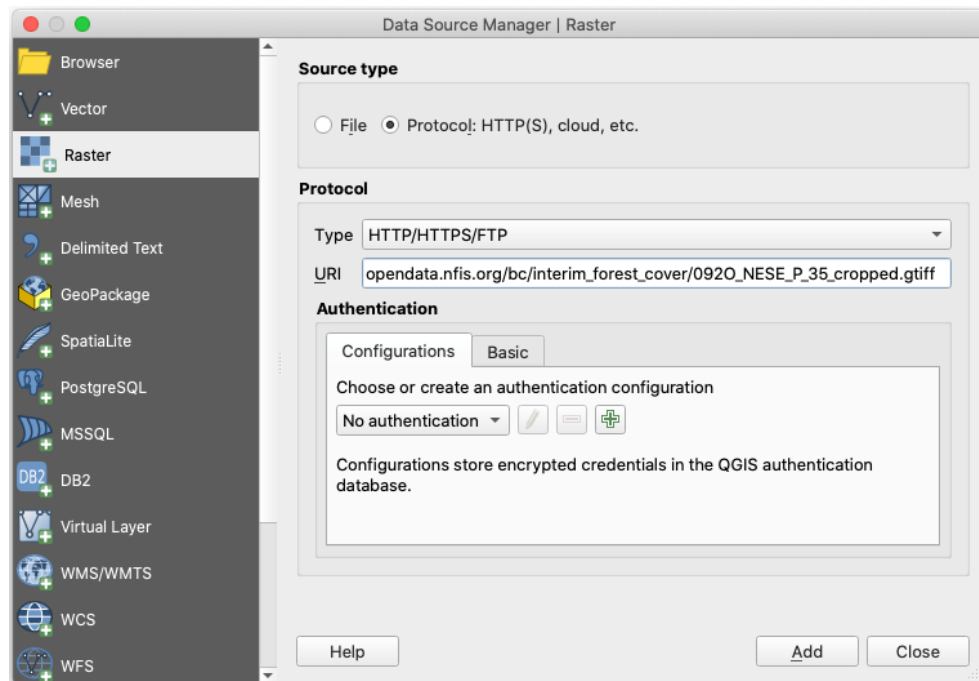 Data Source Manager | Raster
Browser
Vector
Raster
Mesh
Delimited Text
GeoPackage
SpatiaLite
PostgreSQL
MSSQL
DB2
DB2
Virtual Layer
WMS/WMTS
WCS
WFS
Source type
File
Protocol: HTTP(S), cloud, etc.
Protocol
Type
HTTP/HTTPS/FTP
URI
opendata.nfis.org/bc/interim_forest_cover/092O_NESE_P_35_cropped.gtiff
Authentication
Configurations
Basic
Choose or create an authentication configuration
No authentication
Configurations store encrypted credentials in the QGIS authentication
database.
Help
Add
Close